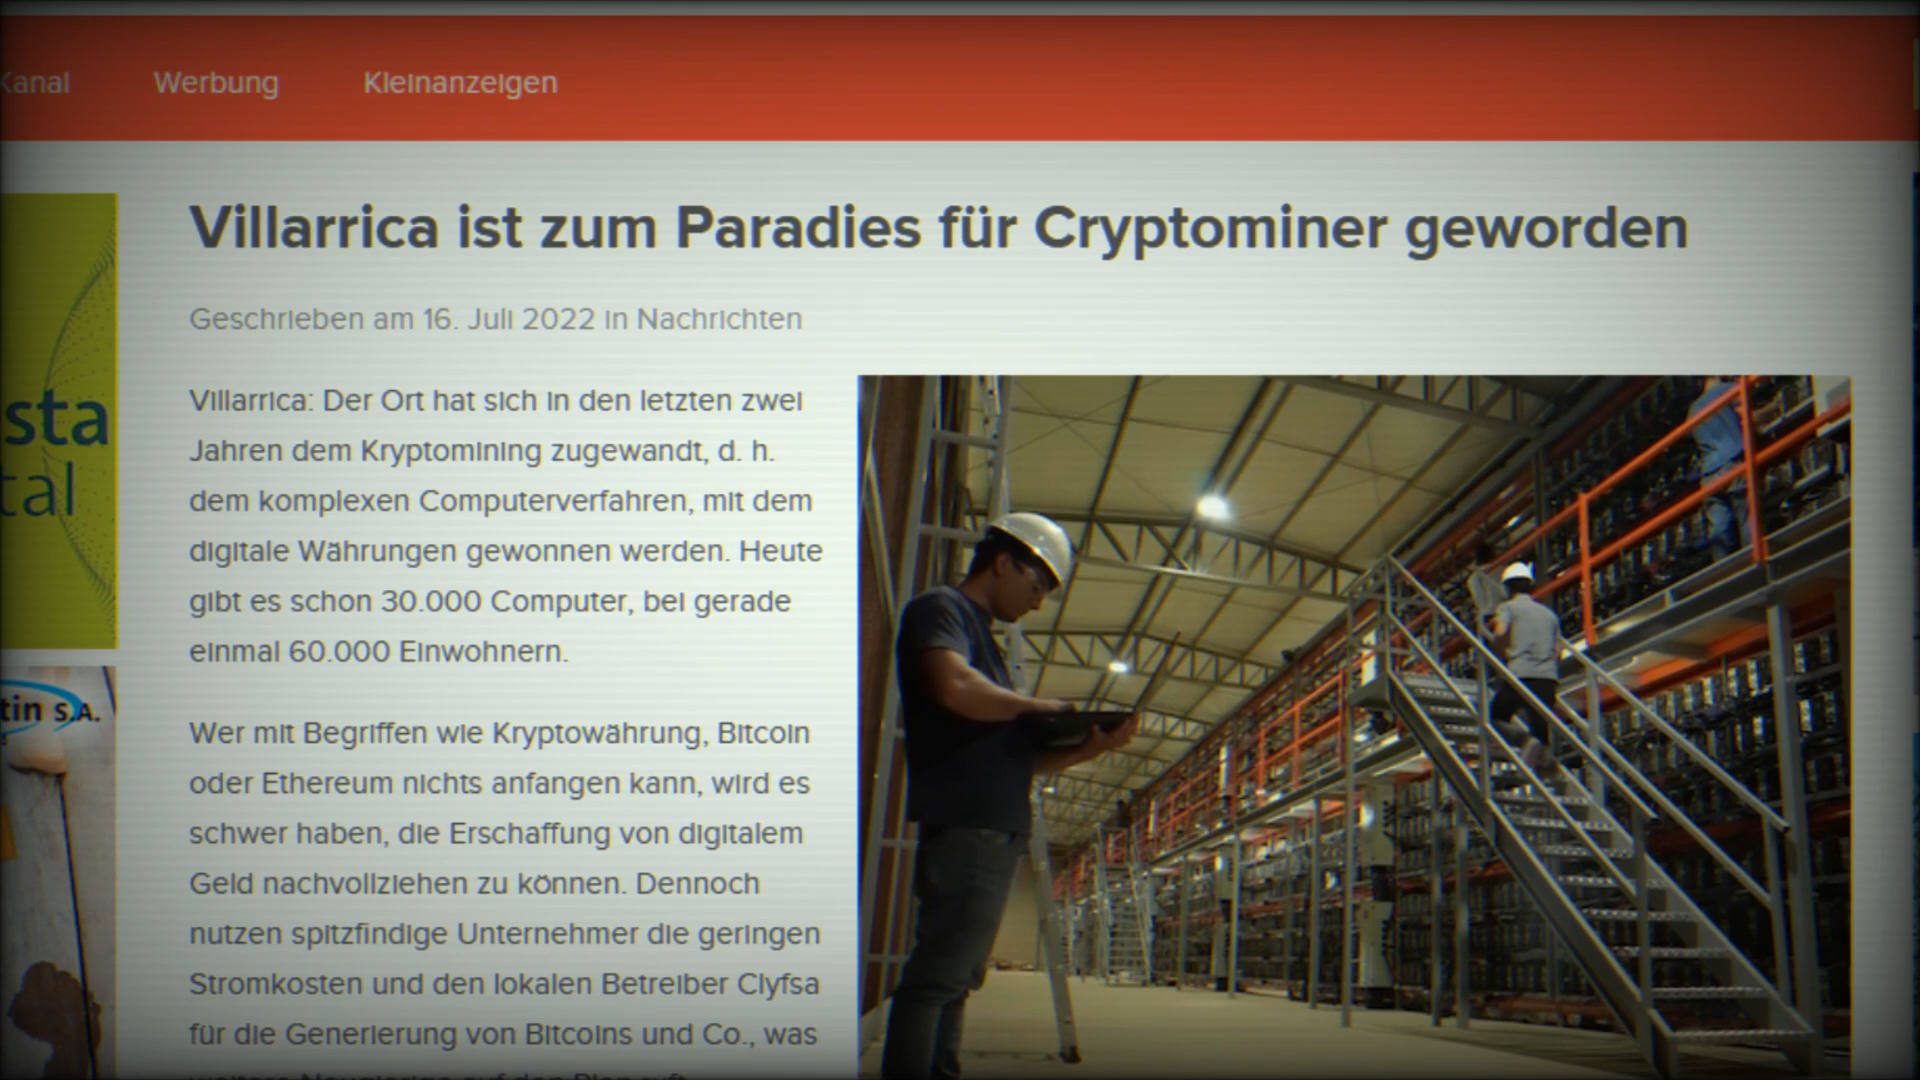 Kanal Werbung Kleinanzeigen
Villarrica ist zum Paradies für Cryptominer geworden
Geschrieben am 16. Juli 2022 in Nachrichten
Villarrica: Der Ort hat sich in den letzten zwei
Jahren dem Kryptomining zugewandt, d. h.
dem komplexen Computerverfahren, mit dem
digitale Währungen gewonnen werden. Heute
gibt es schon 30.000 Computer, bei gerade
einmal 60.000 Einwohnern.
Wer mit Begriffen wie Kryptowährung, Bitcoin
oder Ethereum nichts anfangen kann, wird es
schwer haben, die Erschaffung von digitalem
Geld nachvollziehen zu können. Dennoch
nutzen spitzfindige Unternehmer die geringen
Stromkosten und den lokalen Betreiber Clyfsa
für die Generierung von Bitcoins und Co., was
sta
tal
tin S.A.